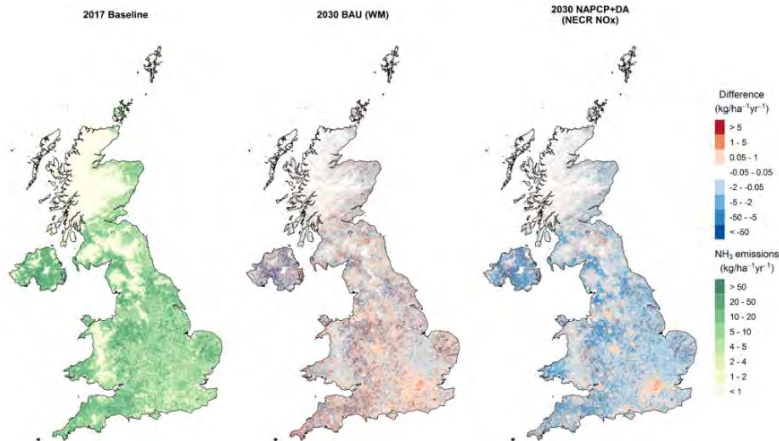 2017 Baseline
2030 BAU (WM)
2030 NAPCP+DA
(NECR NOx)
Difference
(kg/ha⁻¹yr⁻¹)
> 5
1 - 5
0.05 - 1
-0.05 - 0.05
-2 - -0.05
-5 - -2
-50 - -5
< -50
NH₃ emissions
(kg/ha⁻¹yr⁻¹)
> 50
20 - 50
10 - 20
5 - 10
4 - 5
2 - 4
1 - 2
< 1